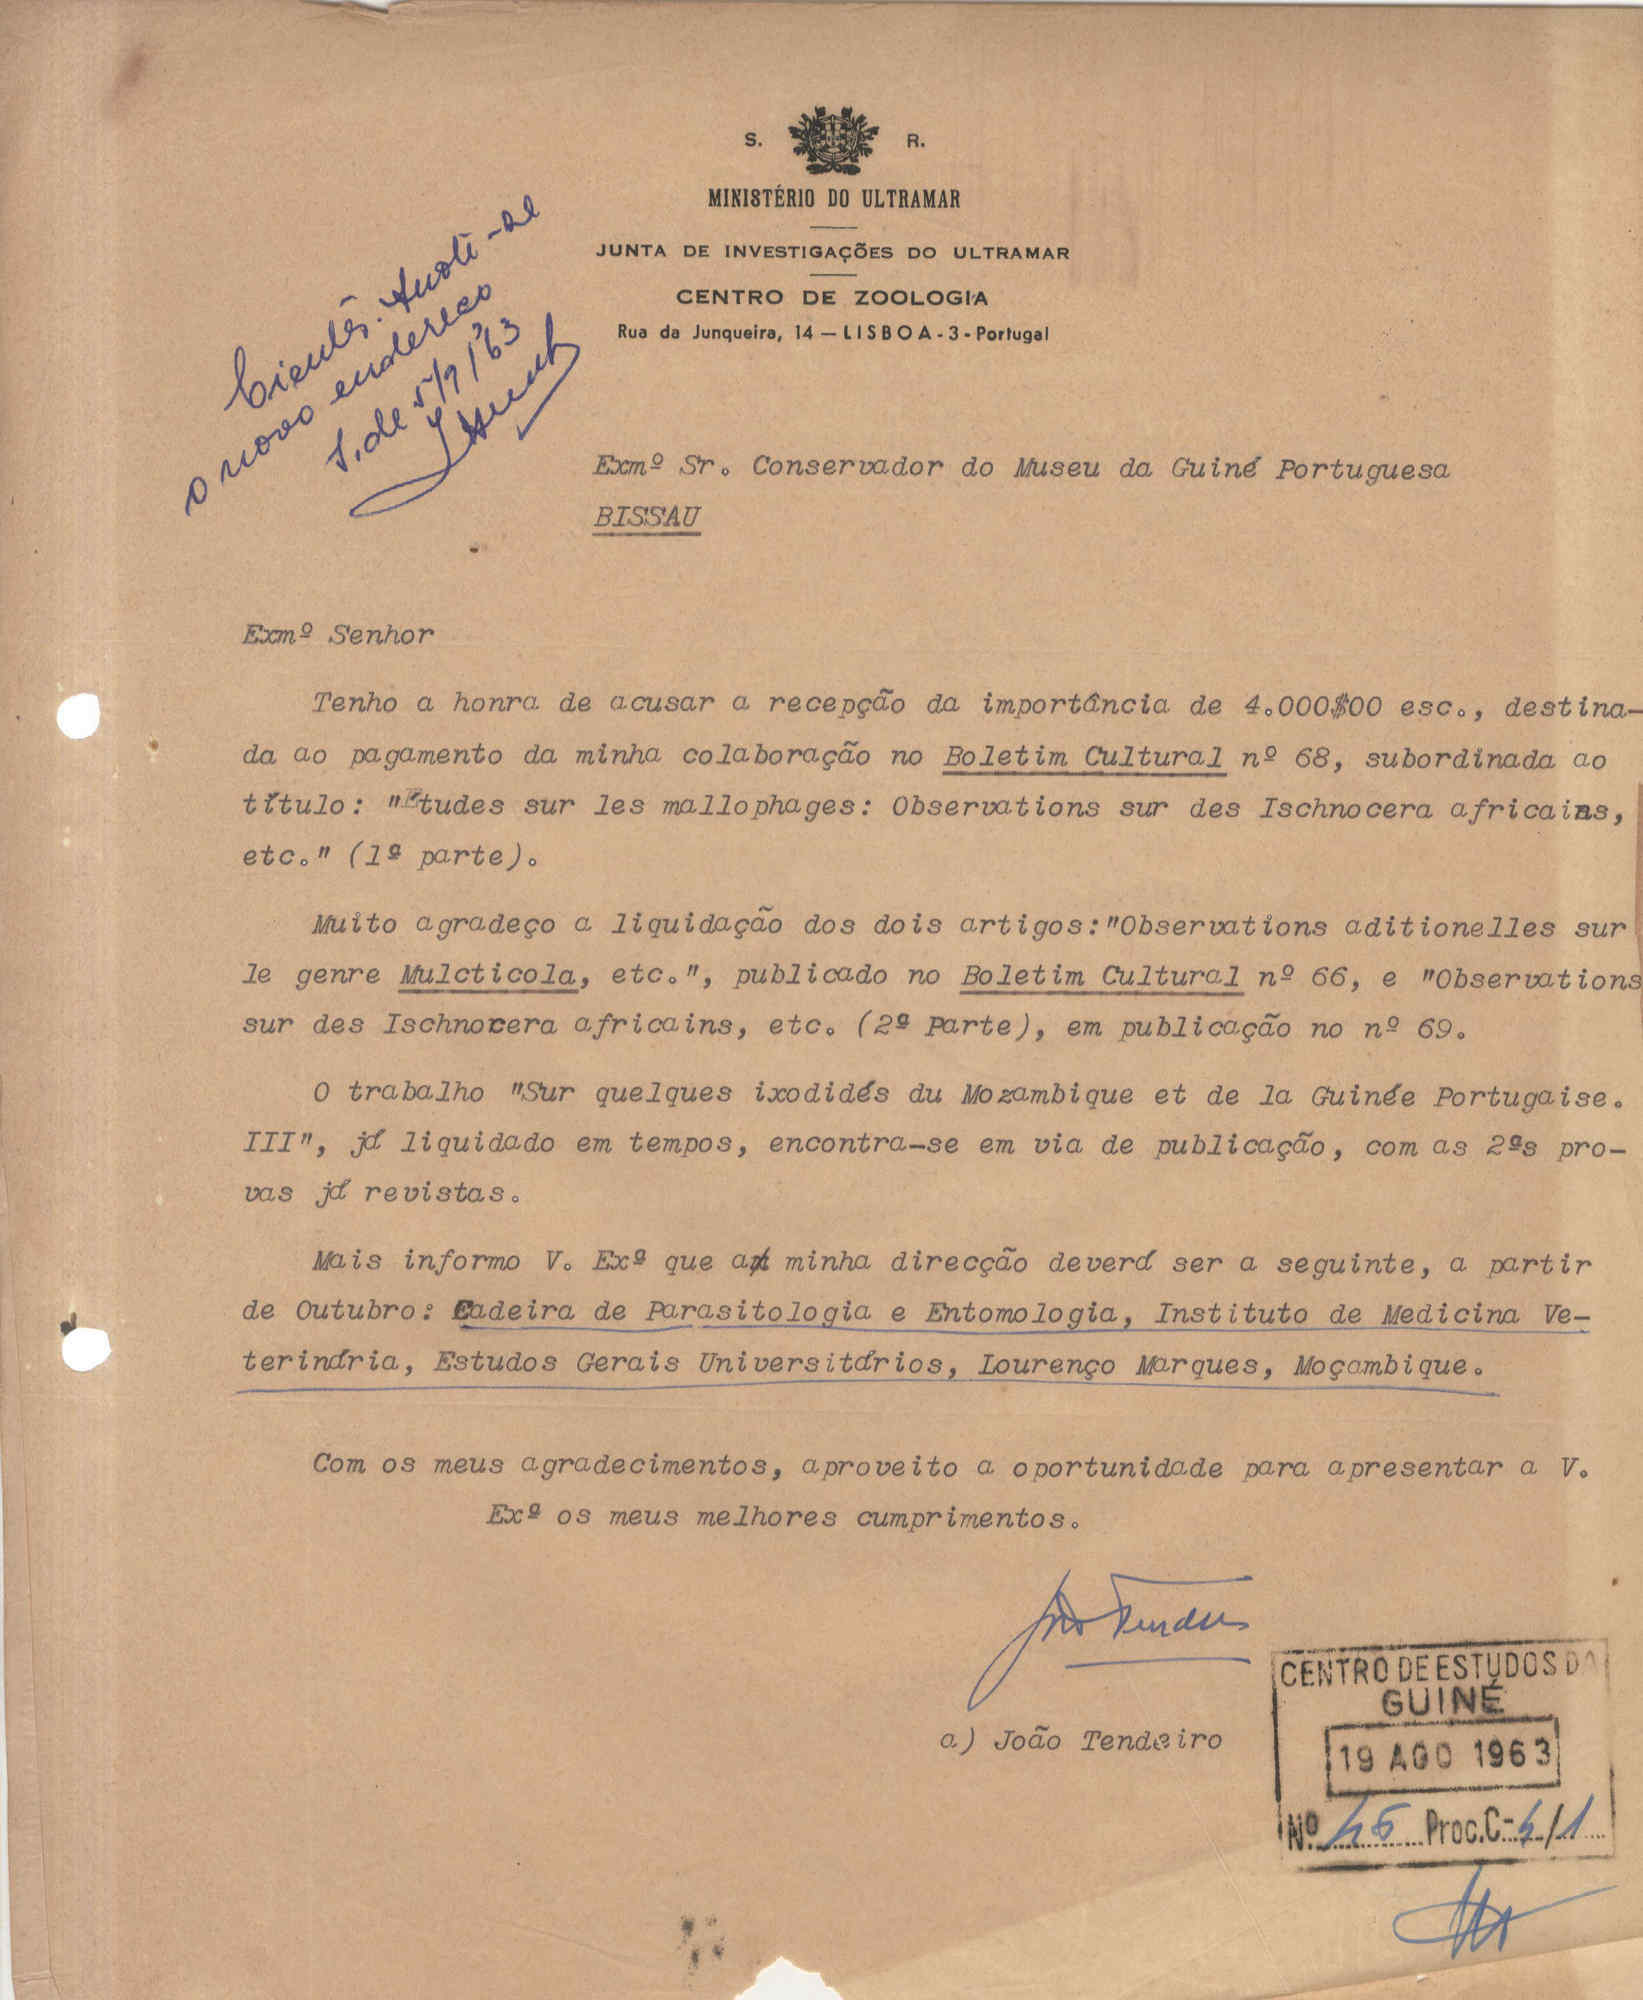 S. R.
MINISTÉRIO DO ULTRAMAR
JUNTA DE INVESTIGAÇÕES DO ULTRAMAR
CENTRO DE ZOOLOGIA
Rua da Junqueira, 14 — LISBOA - 3 - Portugal
Ciente. Anote-se
o novo endereço
5/9/63
Exmº Sr. Conservador do Museu da Guiné Portuguesa
BISSAU
Exmº Senhor
Tenho a honra de acusar a recepção da importância de 4.000$00 esc., destina-
da ao pagamento da minha colaboração no Boletim Cultural nº 68, subordinada ao
título: "Études sur les mallophages: Observations sur des Ischnocera africains,
etc." (1ª parte).
Muito agradeço a liquidação dos dois artigos:"Observations aditionelles sur
le genre Mulcticola, etc.", publicado no Boletim Cultural nº 66, e "Observations
sur des Ischnocera africains, etc. (2ª Parte), em publicação no nº 69.
O trabalho "Sur quelques ixodidés du Mozambique et de la Guinée Portugaise.
III", já liquidado em tempos, encontra-se em via de publicação, com as 2ªs pro-
vas já revistas.
Mais informo V. Exª que a minha direcção deverá ser a seguinte, a partir
de Outubro: Cadeira de Parasitologia e Entomologia, Instituto de Medicina Ve-
terinária, Estudos Gerais Universitários, Lourenço Marques, Moçambique.
Com os meus agradecimentos, aproveito a oportunidade para apresentar a V.
Exª os meus melhores cumprimentos.
João Tendeiro
a) João Tendeiro
CENTRO DE ESTUDOS DA
GUINÉ
19 AGO 1963
Nº Proc. C-5/1